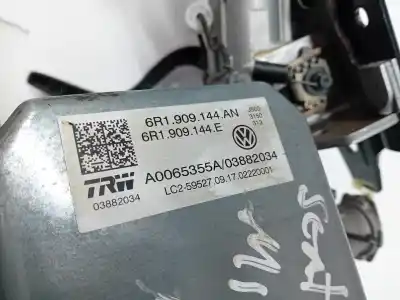 6R1.909.144.AN
6R1.909.144.E
TRW
03882034
A0065355A/03882034
LC2-59527 09.17.02220001
Seat